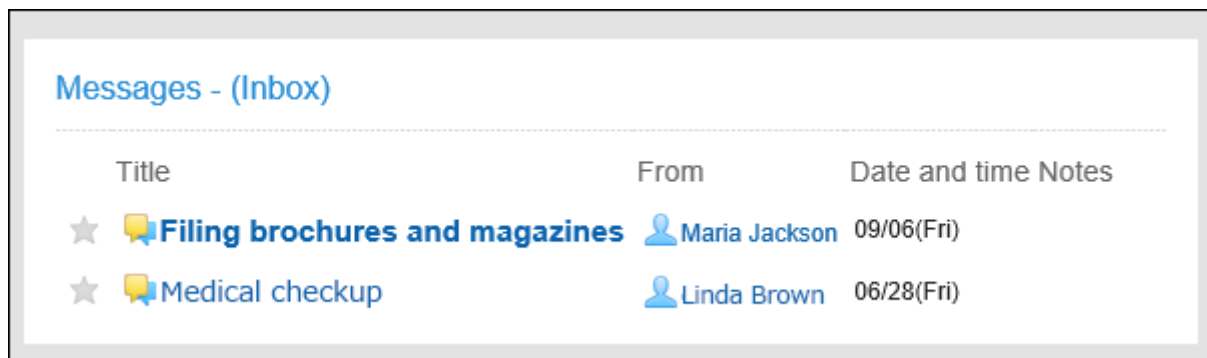 Messages - (Inbox)
Title From Date and time Notes
Filing brochures and magazines Maria Jackson 09/06(Fri)
Medical checkup Linda Brown 06/28(Fri)